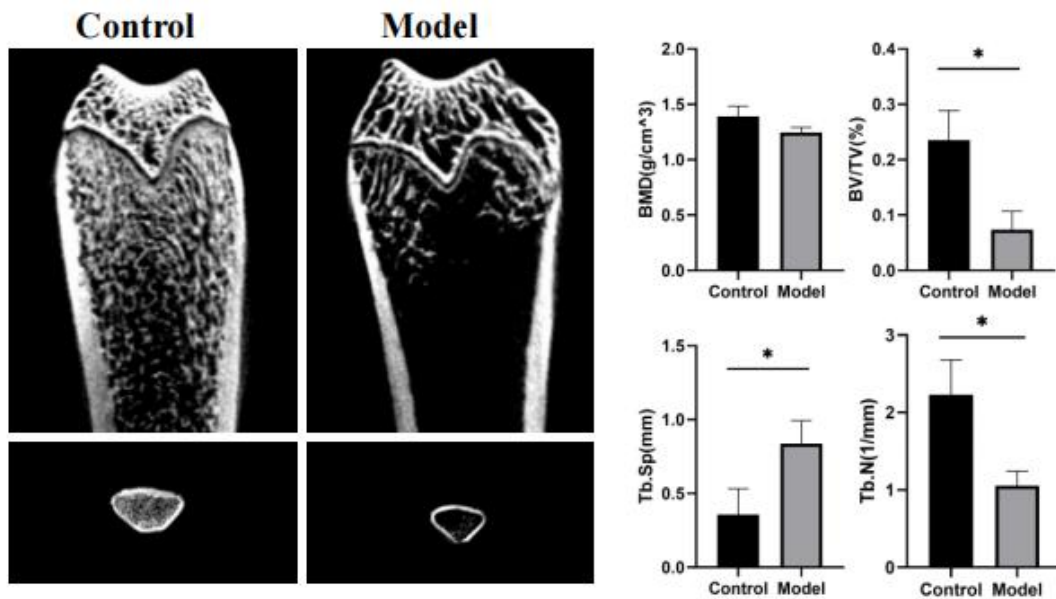 Control Model
BMD(g/cm^3)
2.0
1.5
1.0
0.5
0.0
Control Model
BV/TV(%)
0.4
0.3
0.2
0.1
0.0
*
Control Model
Tb.Sp(mm)
1.5
1.0
0.5
0.0
*
Control Model
Tb.N(1/mm)
3
2
1
0
*
Control Model